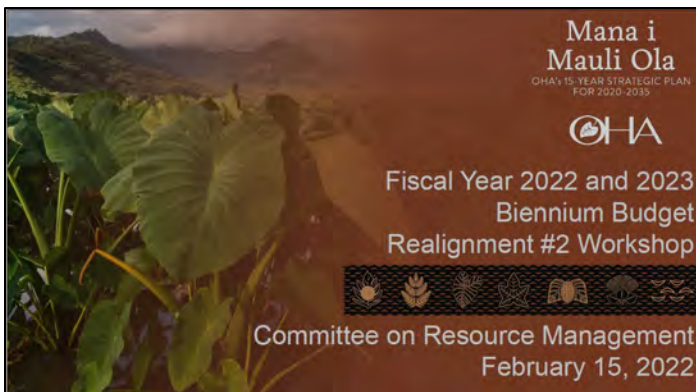 Mana i
Mauli Ola
OHA's 15-YEAR STRATEGIC PLAN
FOR 2020-2035
OHA
Fiscal Year 2022 and 2023
Biennium Budget
Realignment #2 Workshop
Committee on Resource Management
February 15, 2022